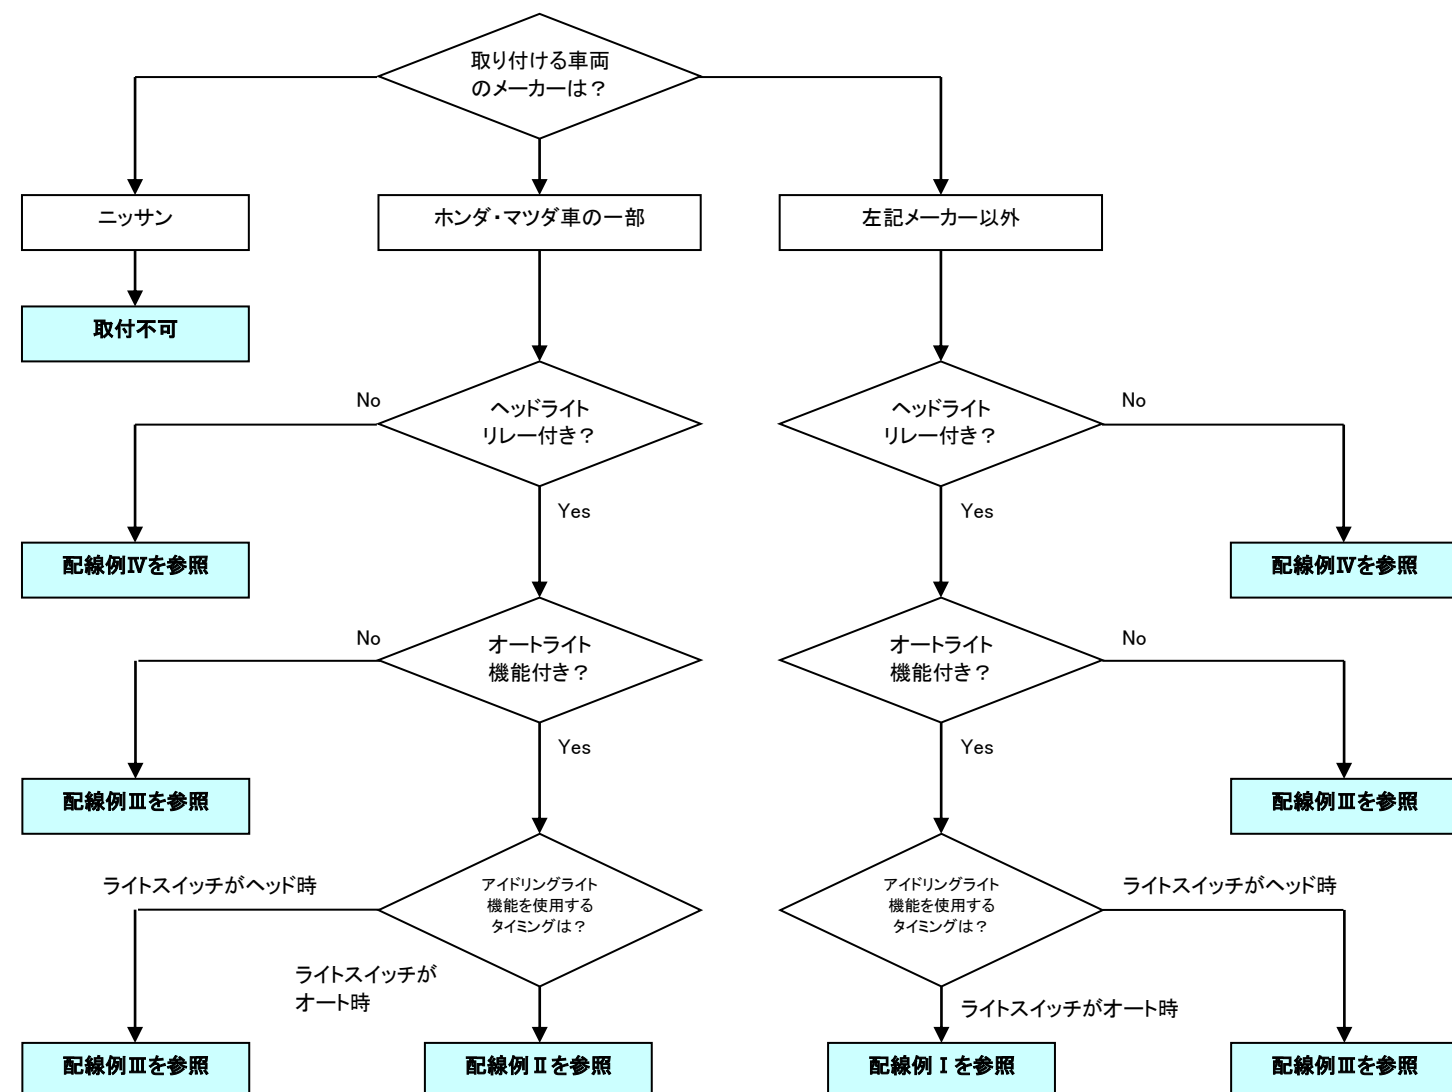 取り付ける車両
のメーカーは？
ニッサン
ホンダ・マツダ車の一部
左記メーカー以外
取付不可
No
ヘッドライト
リレー付き？
ヘッドライト
リレー付き？
No
Yes
Yes
配線例Ⅳを参照
配線例Ⅳを参照
No
オートライト
機能付き？
オートライト
機能付き？
No
Yes
Yes
配線例Ⅲを参照
配線例Ⅲを参照
ライトスイッチがヘッド時
アイドリングライト
機能を使用する
タイミングは？
アイドリングライト
機能を使用する
タイミングは？
ライトスイッチがヘッド時
ライトスイッチが
オート時
ライトスイッチがオート時
配線例Ⅲを参照
配線例Ⅱを参照
配線例Ⅰを参照
配線例Ⅲを参照